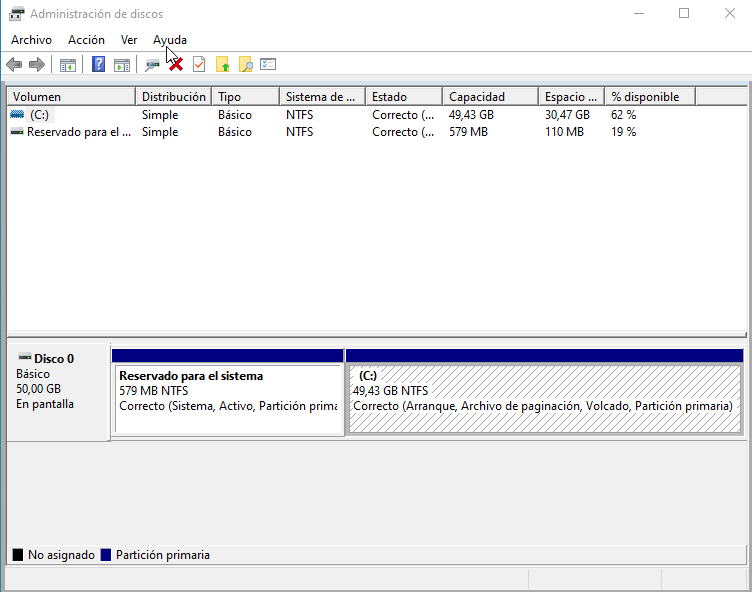 Administración de discos
Archivo Acción Ver Ayuda
Volumen Distribución Tipo Sistema de ... Estado Capacidad Espacio ... % disponible
(C:) Simple Básico NTFS Correcto (... 49,43 GB 30,47 GB 62 %
Reservado para el ... Simple Básico NTFS Correcto (... 579 MB 110 MB 19 %
Disco 0
Básico
50,00 GB
En pantalla
Reservado para el sistema
579 MB NTFS
Correcto (Sistema, Activo, Partición prima
(C:)
49,43 GB NTFS
Correcto (Arranque, Archivo de paginación, Volcado, Partición primaria)
No asignado Partición primaria